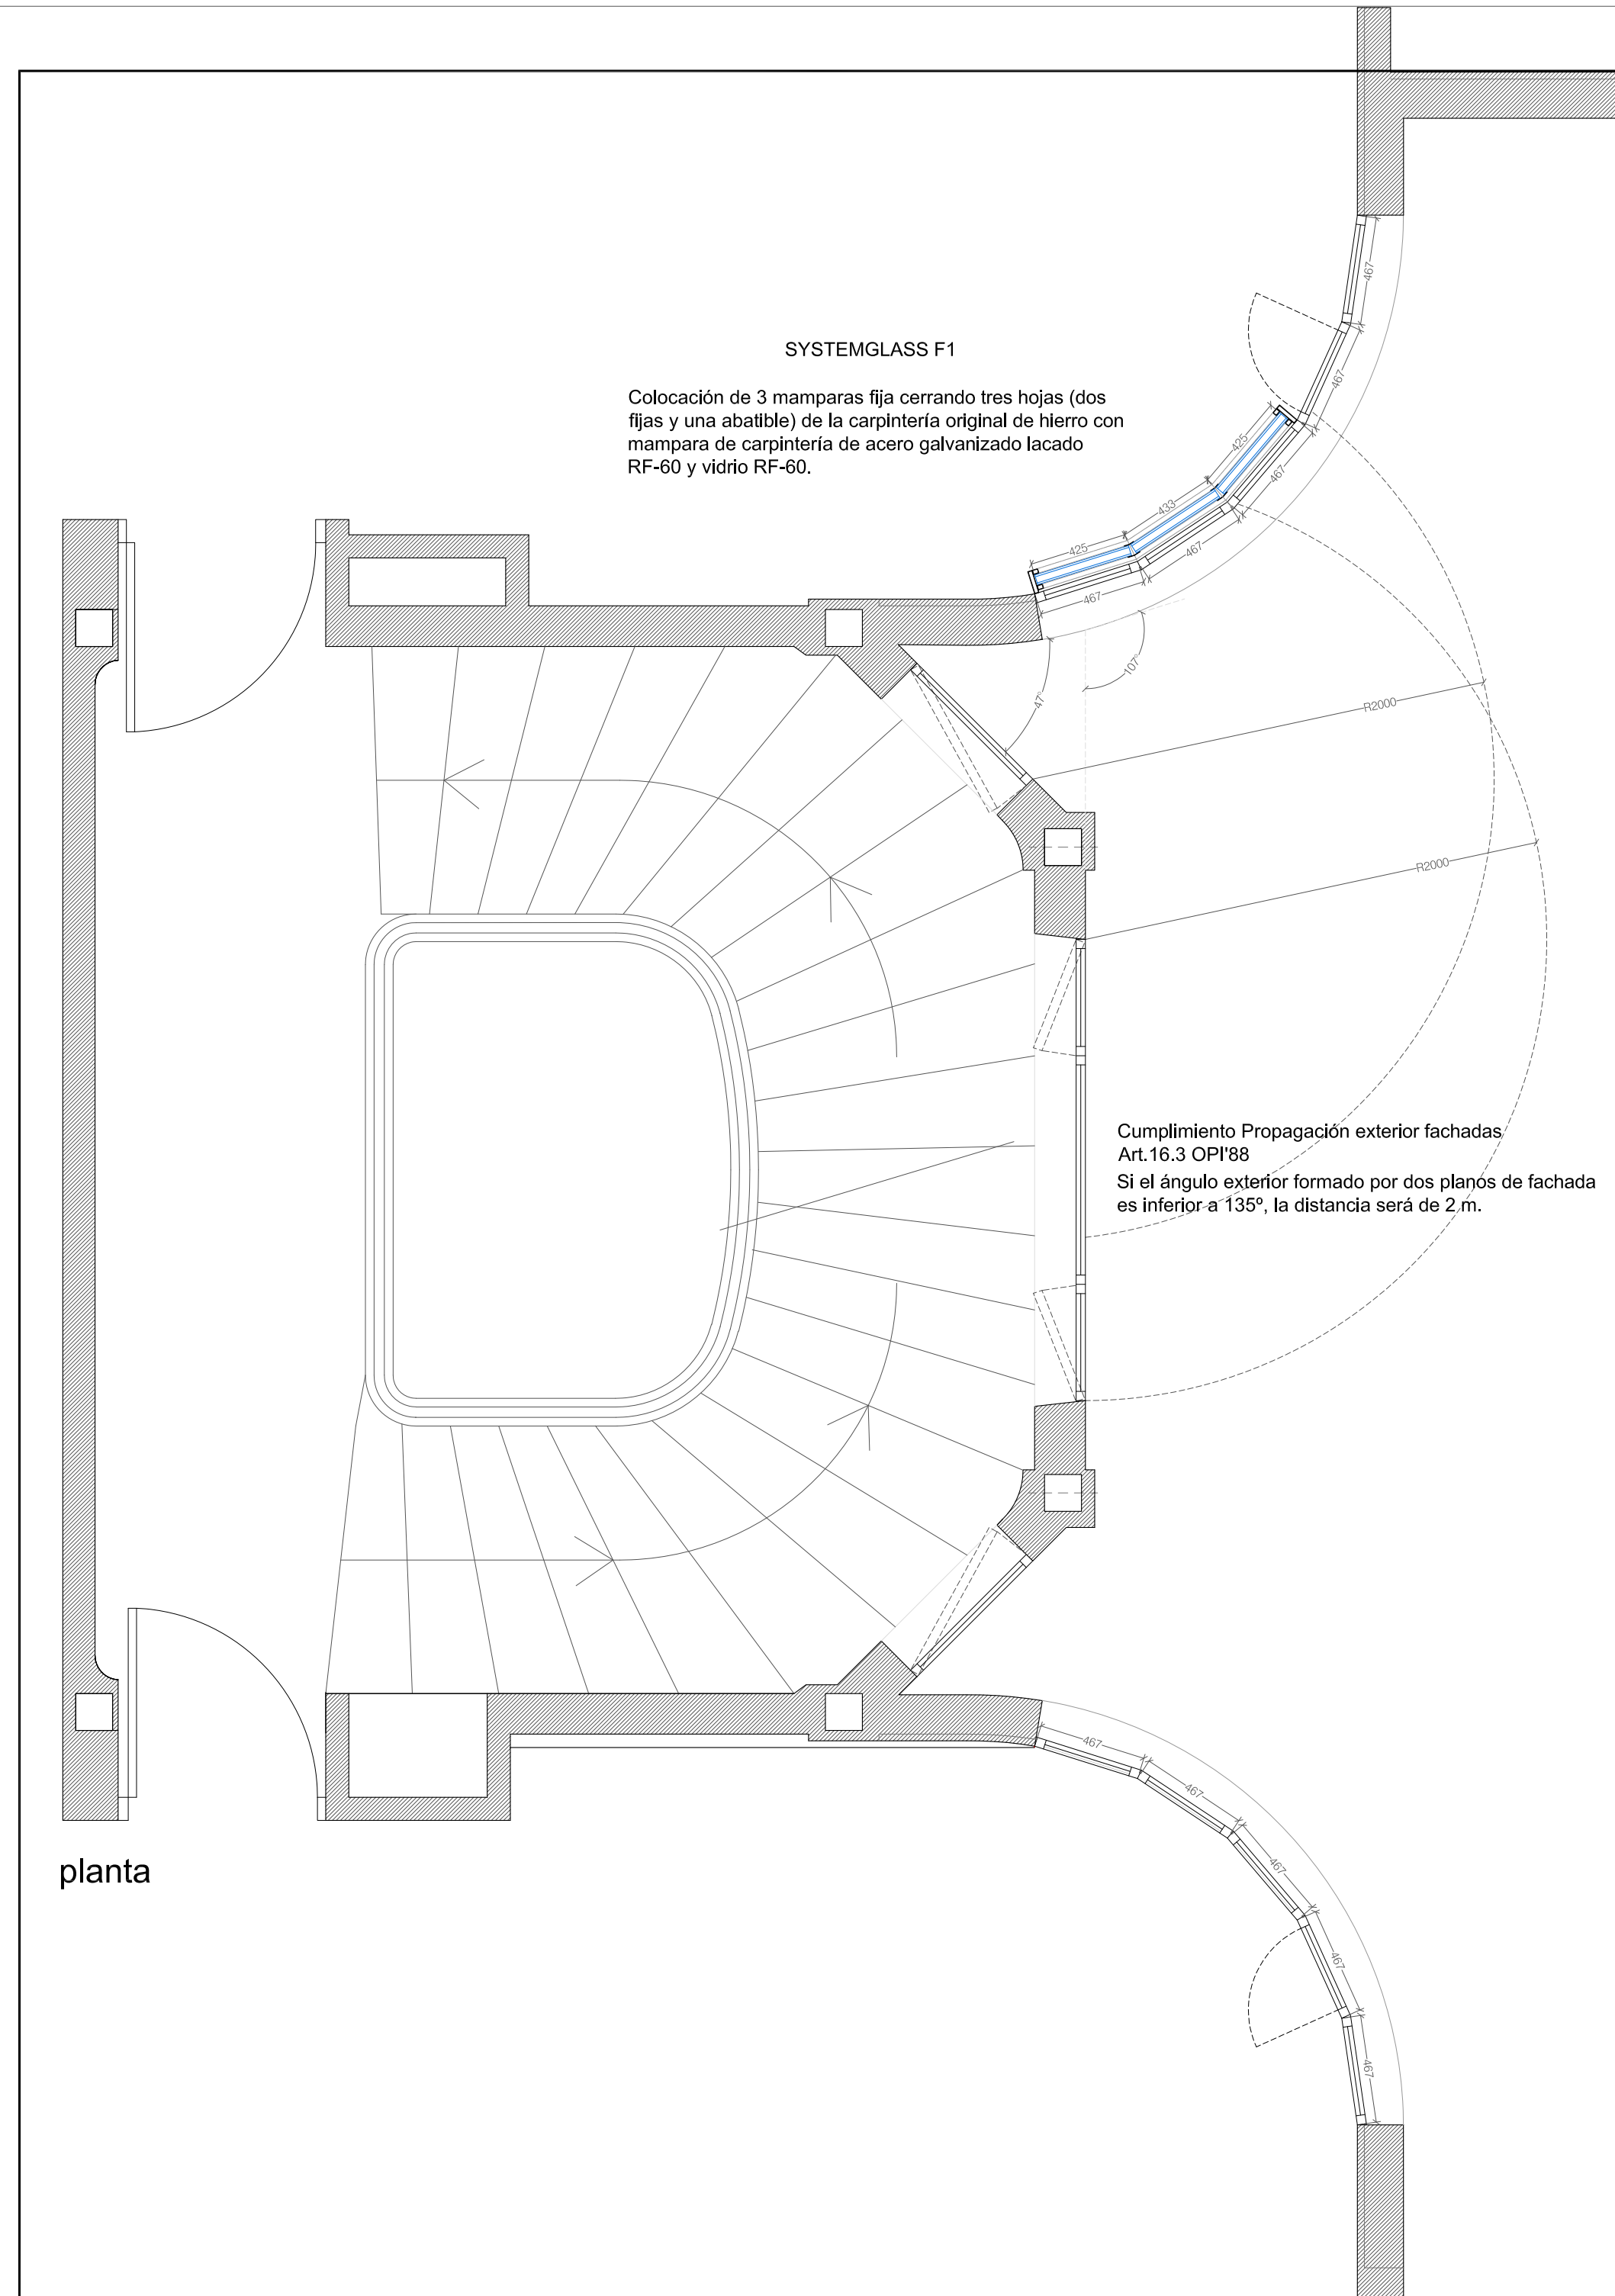 SYSTEMGLASS F1
Colocación de 3 mamparas fija cerrando tres hojas (dos
fijas y una abatible) de la carpintería original de hierro con
mampara de carpintería de acero galvanizado lacado
RF-60 y vidrio RF-60.
467
467
425
467
433
467
425
467
107°
47°
R2000
R2000
Cumplimiento Propagación exterior fachadas
Art.16.3 OPI'88
Si el ángulo exterior formado por dos planos de fachada
es inferior a 135º, la distancia será de 2 m.
467
467
467
467
467
planta